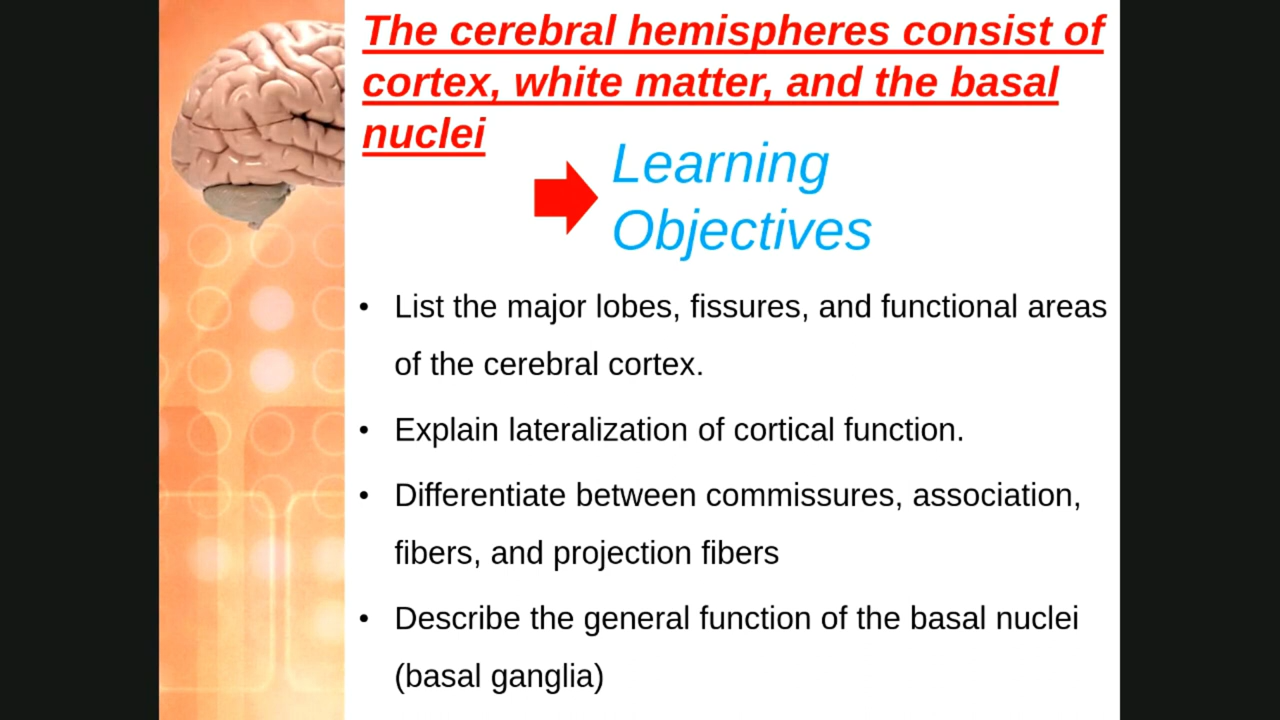 The cerebral hemispheres consist of
cortex, white matter, and the basal
nuclei
Learning
Objectives
• List the major lobes, fissures, and functional areas
of the cerebral cortex.
• Explain lateralization of cortical function.
• Differentiate between commissures, association,
fibers, and projection fibers
• Describe the general function of the basal nuclei
(basal ganglia)